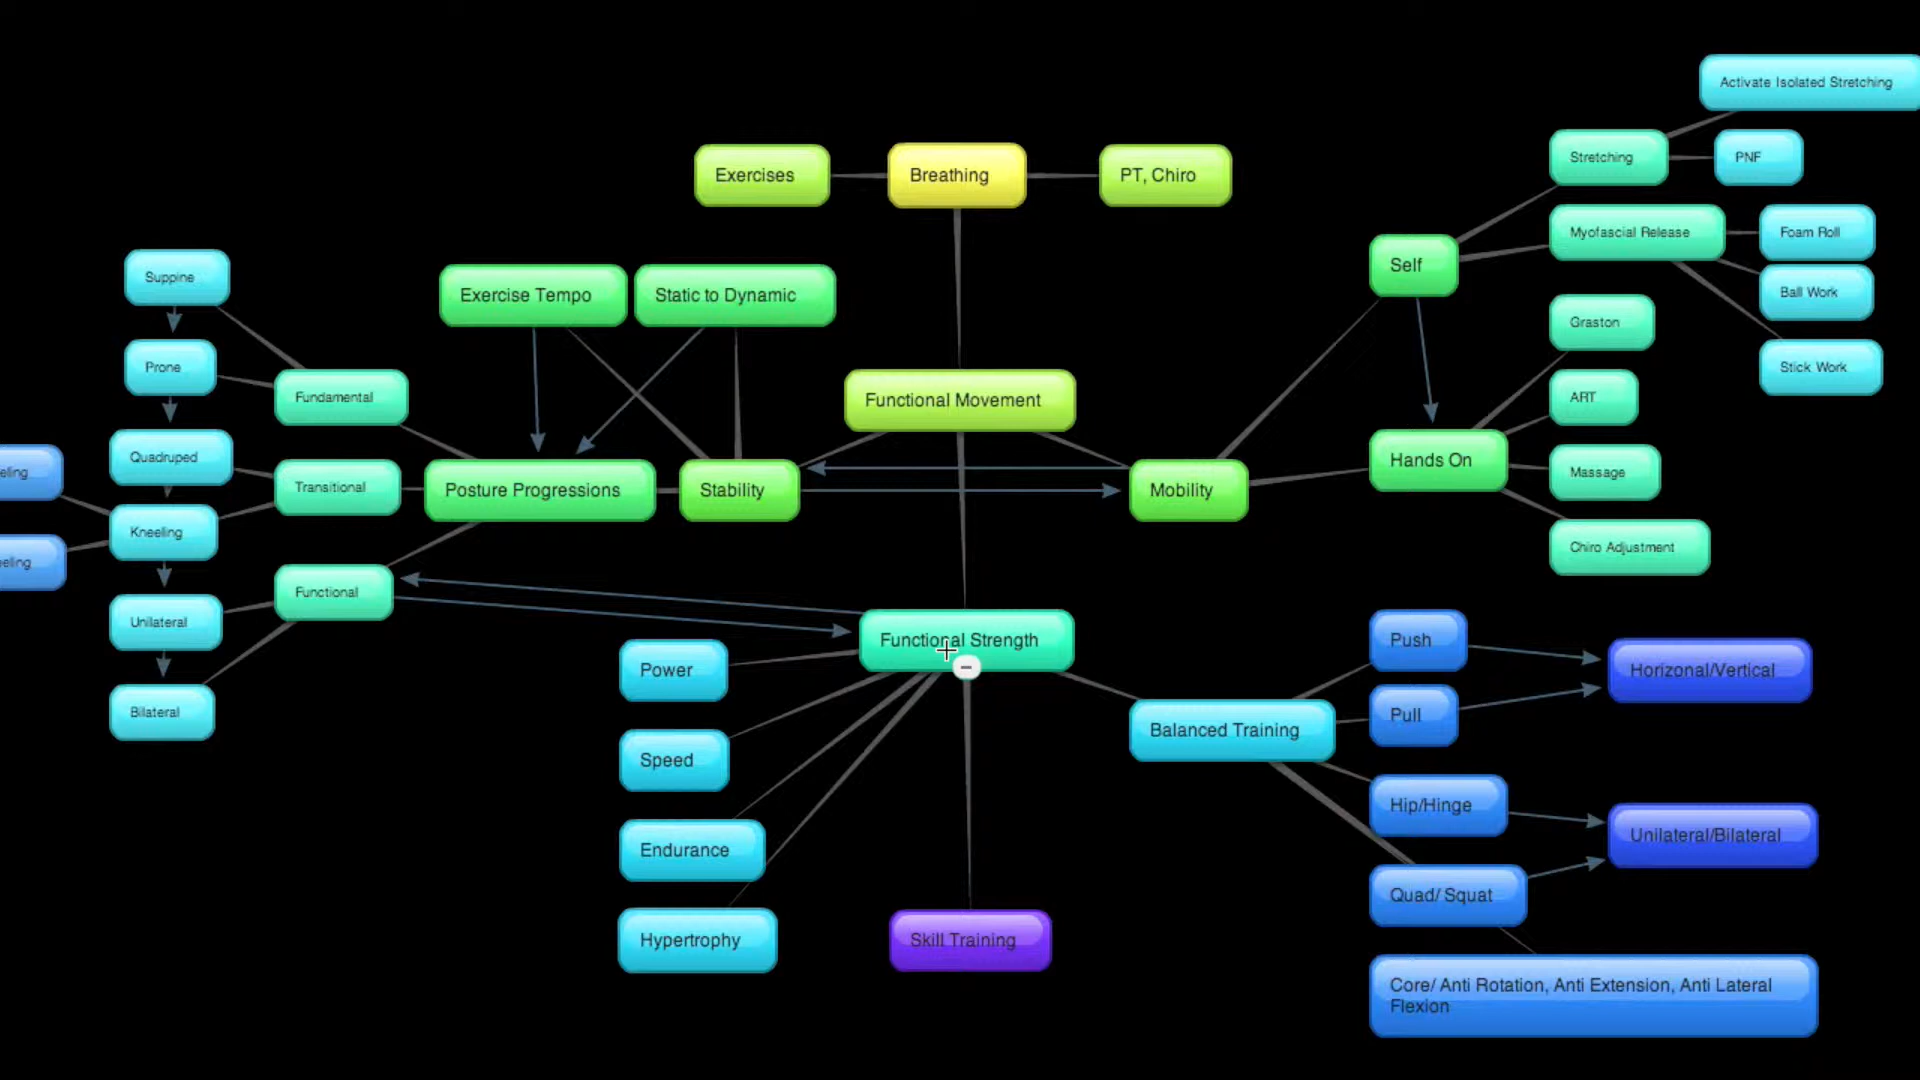 Activate Isolated Stretching
Stretching
PNF
Exercises
Breathing
PT, Chiro
Myofascial Release
Foam Roll
Self
Suppine
Exercise Tempo
Static to Dynamic
Ball Work
Graston
Prone
Stick Work
Fundamental
Functional Movement
ART
Quadruped
Hands On
eling
Massage
Transitional
Posture Progressions
Stability
Mobility
Kneeling
eeling
Chiro Adjustment
Functional
Unilateral
Functional Strength
Push
Power
Horizonal/Vertical
Bilateral
Pull
Balanced Training
Speed
Hip/Hinge
Unilateral/Bilateral
Endurance
Quad/ Squat
Hypertrophy
Skill Training
Core/ Anti Rotation, Anti Extension, Anti Lateral
Flexion